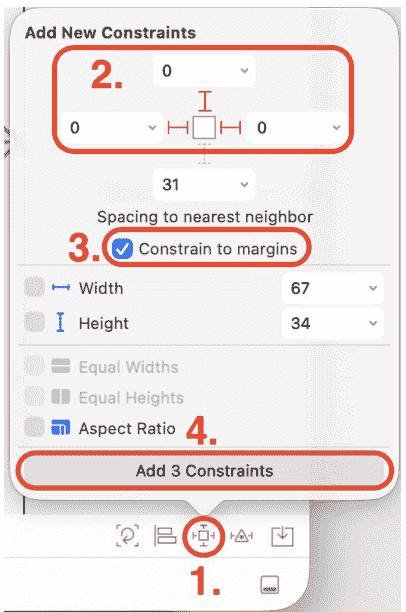 Add New Constraints
2.
0
0
0
31
Spacing to nearest neighbor
3.
Constrain to margins
Width
67
Height
34
Equal Widths
Equal Heights
Aspect Ratio
4.
Add 3 Constraints
1.